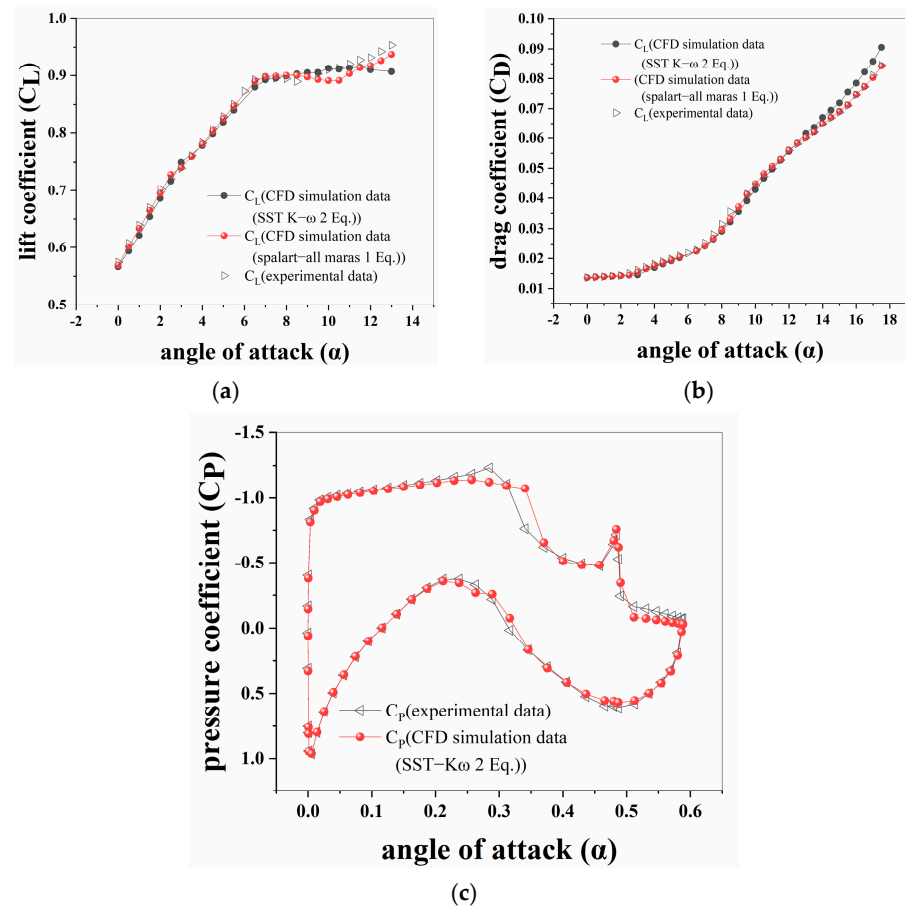 lift coefficient (CL)
1.0
0.9
0.8
0.7
0.6
0.5
-2 0 2 4 6 8 10 12 14
angle of attack (α)
CL(CFD simulation data
(SST K-ω 2 Eq.))
CL(CFD simulation data
(spalart-all maras 1 Eq.))
CL(experimental data)
(a)
drag coefficient (CD)
0.10
0.09
0.08
0.07
0.06
0.05
0.04
0.03
0.02
0.01
-2 0 2 4 6 8 10 12 14 16 18
angle of attack (α)
CL(CFD simulation data
(SST K-ω 2 Eq.))
(CFD simulation data
(spalart-all maras 1 Eq.))
CL(experimental data)
(b)
pressure coefficient (CP)
-1.5
-1.0
-0.5
0.0
0.5
1.0
0.0 0.1 0.2 0.3 0.4 0.5 0.6
angle of attack (α)
CP(experimental data)
CP(CFD simulation data
(SST-Kω 2 Eq.))
(c)